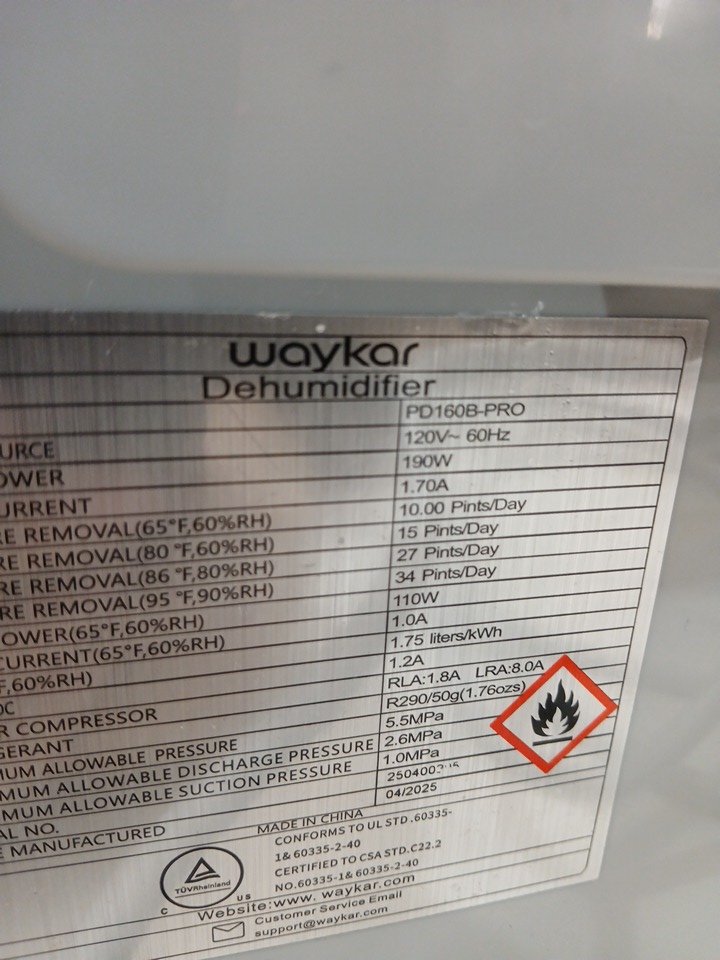 waykar
Dehumidifier
PD160B-PRO
URCE 120V~ 60Hz
OWER 190W
URRENT 1.70A
RE REMOVAL(65°F,60%RH) 10.00 Pints/Day
RE REMOVAL(80 °F,60%RH) 15 Pints/Day
RE REMOVAL(86 °F,80%RH) 27 Pints/Day
RE REMOVAL(95 °F,90%RH) 34 Pints/Day
OWER(65°F,60%RH) 110W
CURRENT(65°F,60%RH) 1.0A
F,60%RH) 1.75 liters/kWh
OC 1.2A
R COMPRESSOR RLA:1.8A LRA:8.0A
GERANT R290/50g(1.76ozs)
MUM ALLOWABLE PRESSURE 5.5MPa
MUM ALLOWABLE DISCHARGE PRESSURE 2.6MPa
MUM ALLOWABLE SUCTION PRESSURE 1.0MPa
AL NO.
E MANUFACTURED 04/2025
MADE IN CHINA
CONFORMS TO UL STD .60335-
1& 60335-2-40
CERTIFIED TO CSA STD. C22.2
NO.60335-1& 60335-2-40
TÜVRheinland
C US
Website:www. waykar.com
Customer Service Email
support@waykar.com